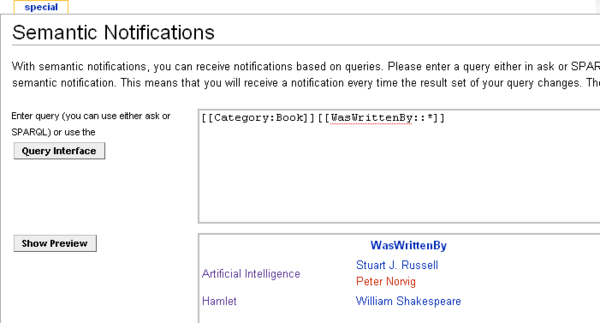 special
Semantic Notifications
With semantic notifications, you can receive notifications based on queries. Please enter a query either in ask or SPAR
semantic notification. This means that you will receive a notification every time the result set of your query changes. The
Enter query (you can use either ask or
SPARQL) or use the
Query Interface
[[Category:Book]][[WasWrittenBy::*]]
Show Preview
WasWrittenBy
Artificial Intelligence
Stuart J. Russell
Peter Norvig
Hamlet
William Shakespeare